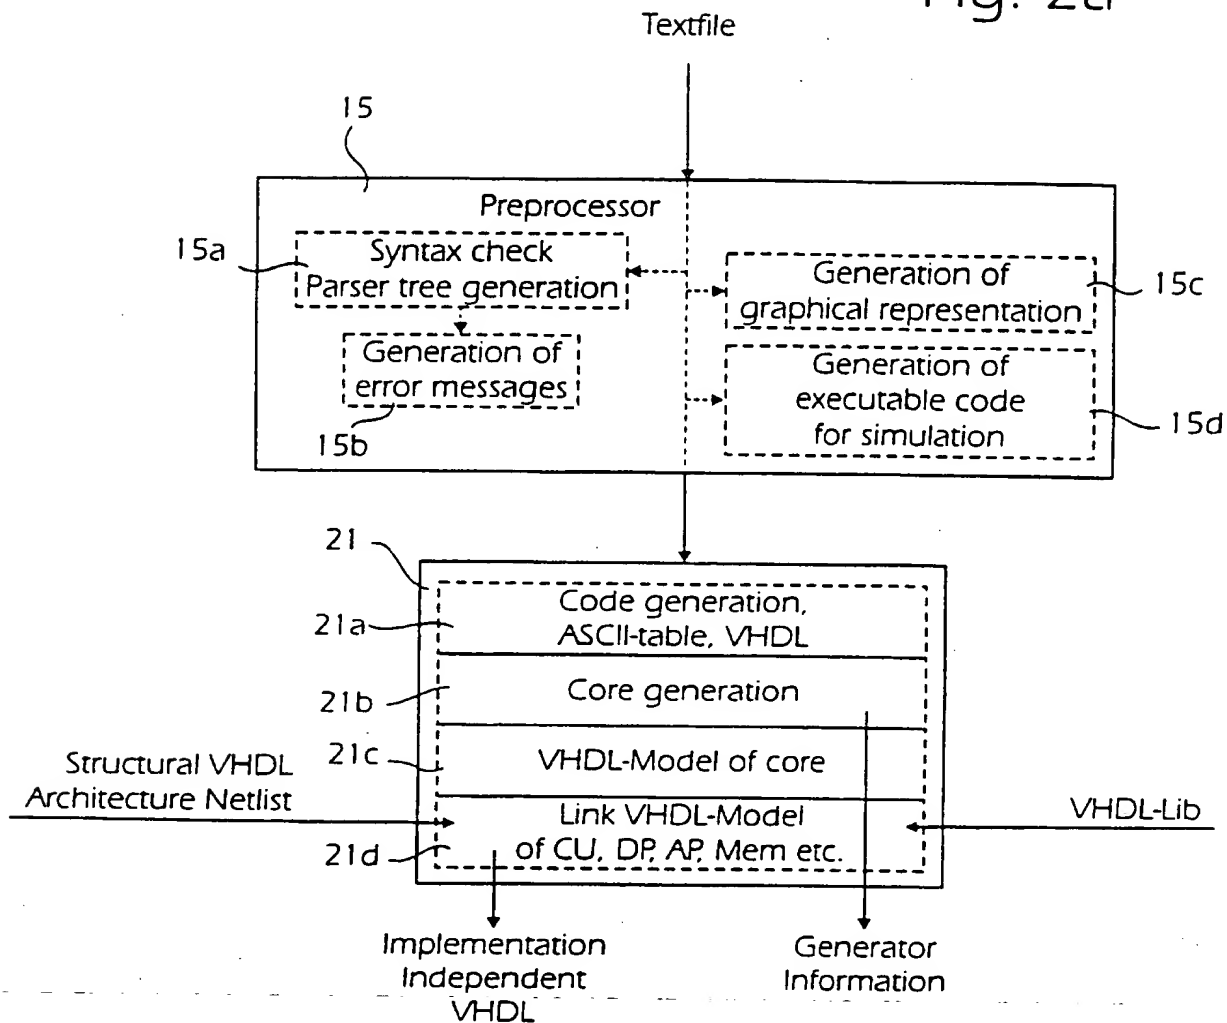 Fig. 2a
Textfile
15
Preprocessor
15a
Syntax check
Parser tree generation
Generation of
graphical representation
15c
Generation of
error messages
15b
Generation of
executable code
for simulation
15d
21
21a
Code generation,
ASCII-table, VHDL
21b
Core generation
21c
VHDL-Model of core
Structural VHDL
Architecture Netlist
21d
Link VHDL-Model
of CU, DP, AP, Mem etc.
VHDL-Lib
Implementation
Independent
VHDL
Generator
Information